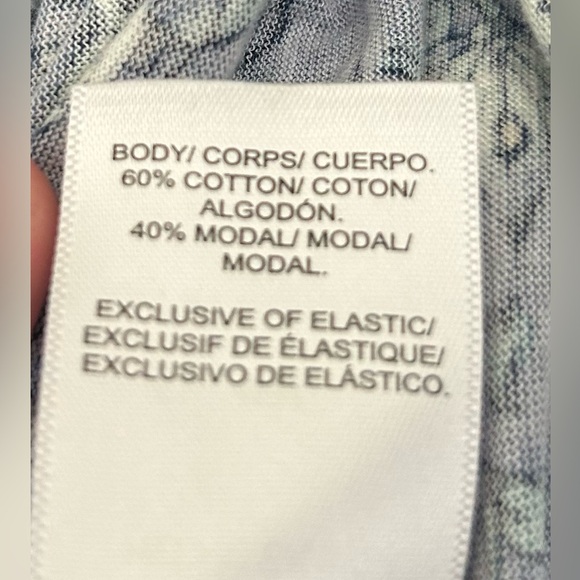 BODY/ CORPS/ CUERPO.
60% COTTON/ COTON/
ALGODÓN.
40% MODAL/ MODAL/
MODAL.
EXCLUSIVE OF ELASTIC/
EXCLUSIF DE ÉLASTIQUE/
EXCLUSIVO DE ELÁSTICO.